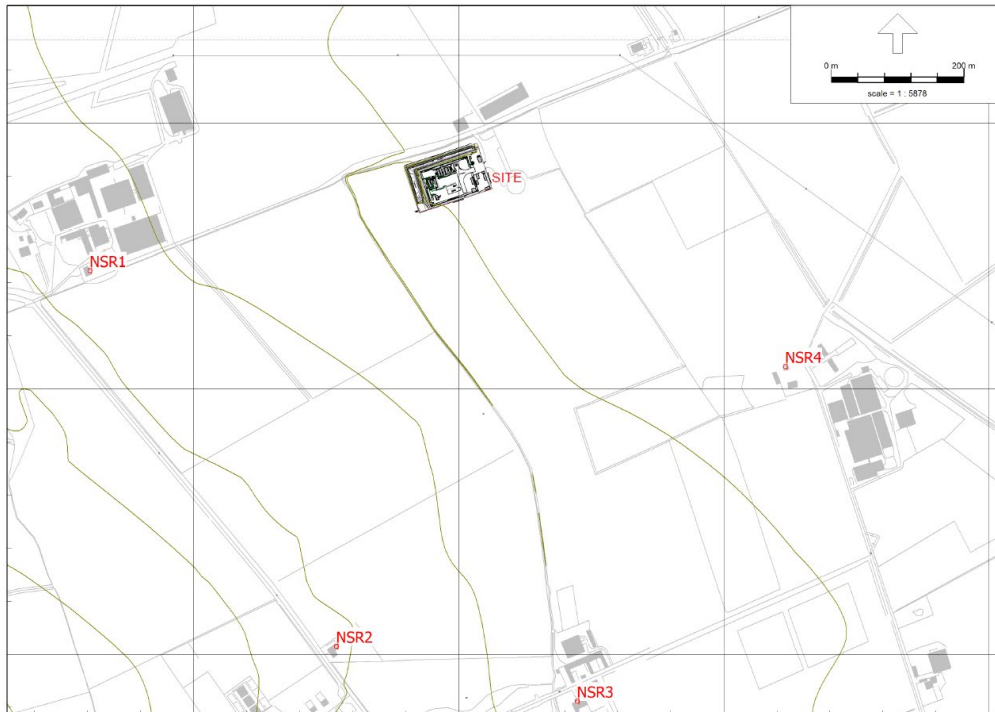 0 m 200 m
scale = 1 : 5878
SITE
NSR1
NSR4
NSR2
NSR3